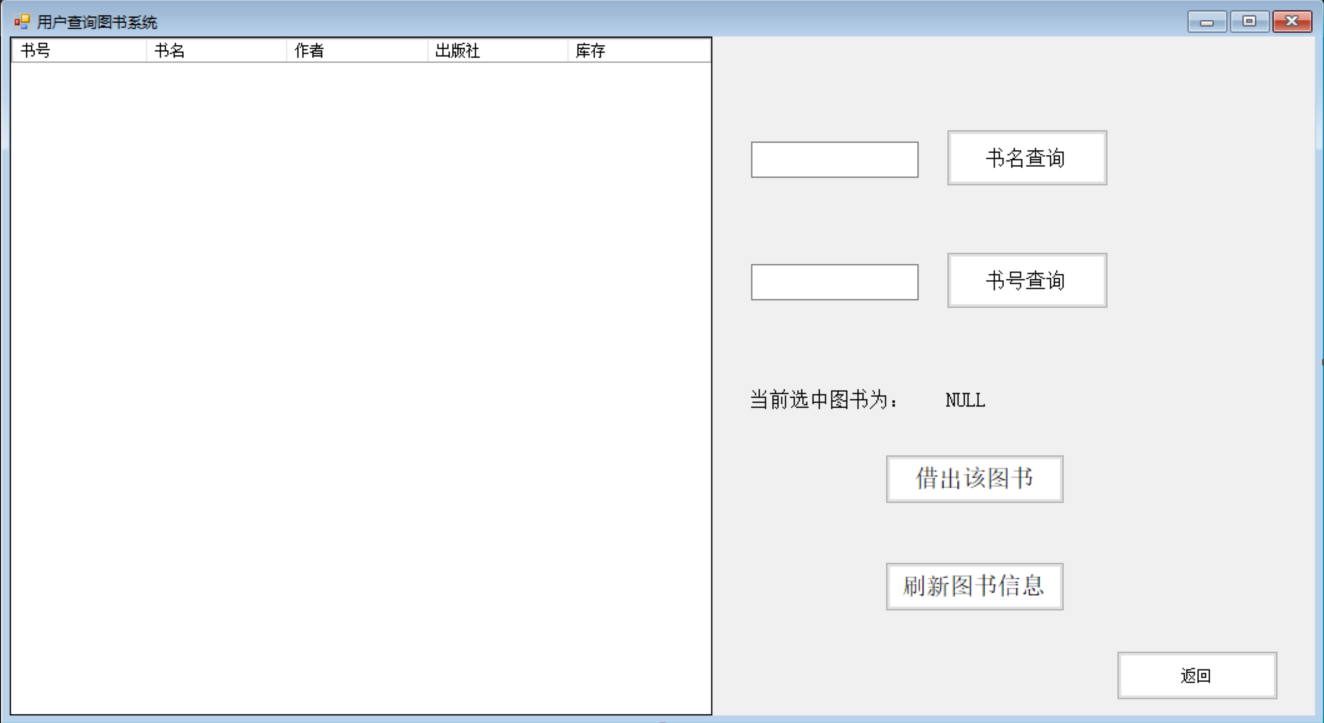 用户查询图书系统
书号 书名 作者 出版社 库存
书名查询
书号查询
当前选中图书为： NULL
借出该图书
刷新图书信息
返回